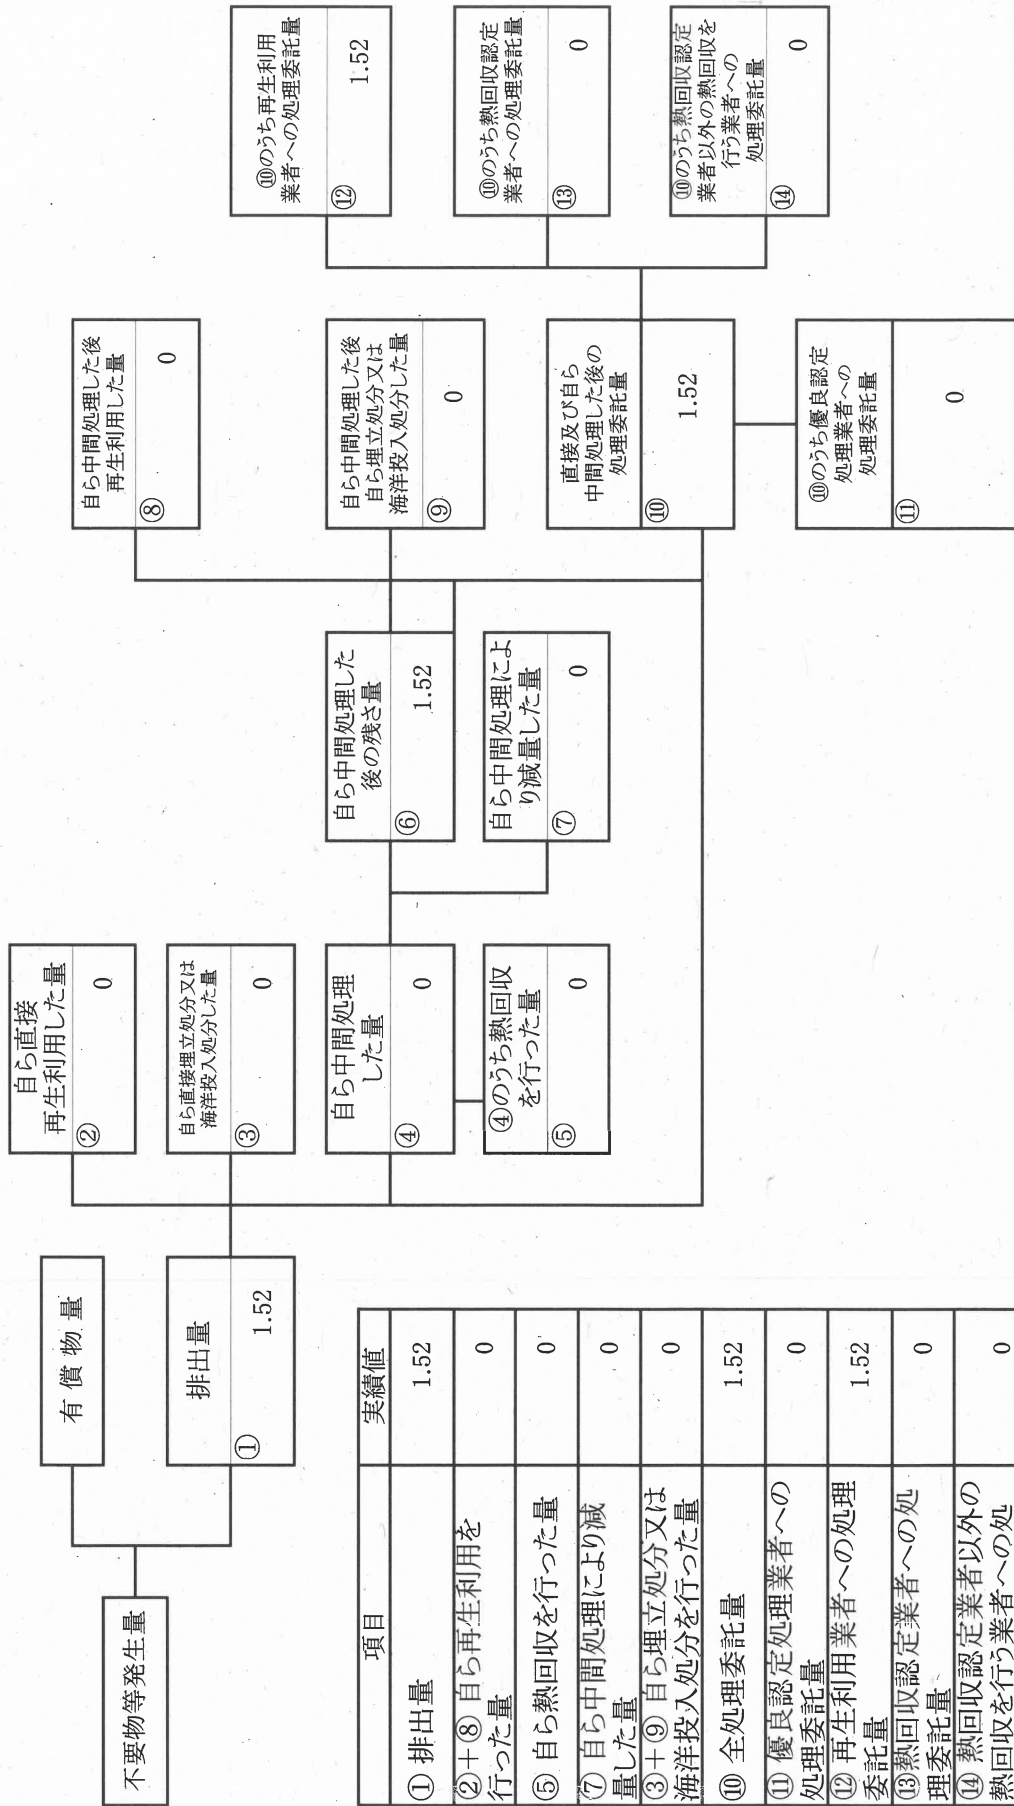 不要物等発生量
有償物量
排出量
①
1.52
自ら直接
再生利用した量
②
0
自ら直接埋立処分又は
海洋投入処分した量
③
0
自ら中間処理
した量
④
0
④のうち熱回収
を行った量
⑤
0
自ら中間処理した
後の残さ量
⑥
1.52
自ら中間処理によ
り減量した量
⑦
0
自ら中間処理した後
再生利用した量
⑧
0
自ら中間処理した後
自ら埋立処分又は
海洋投入処分した量
⑨
0
直接及び自ら
中間処理した後の
処理委託量
⑩
1.52
⑩のうち優良認定
処理業者への
処理委託量
⑪
0
⑩のうち再生利用
業者への処理委託量
⑫
1.52
⑩のうち熱回収認定
業者への処理委託量
⑬
0
⑩のうち熱回収認定
業者以外の熱回収を
行う業者への
処理委託量
⑭
0
項目 実績値
①排出量 1.52
②+⑧自ら再生利用を
行った量 0
⑤自ら熱回収を行った量 0
⑦自ら中間処理により減
量した量 0
③+⑨自ら埋立処分又は
海洋投入処分を行った量 0
⑩全処理委託量 1.52
⑪優良認定処理業者への
処理委託量 0
⑫再生利用業者への処理
委託量 1.52
⑬熱回収認定業者への処
理委託量 0
⑭熱回収認定業者以外の
熱回収を行う業者への処 0